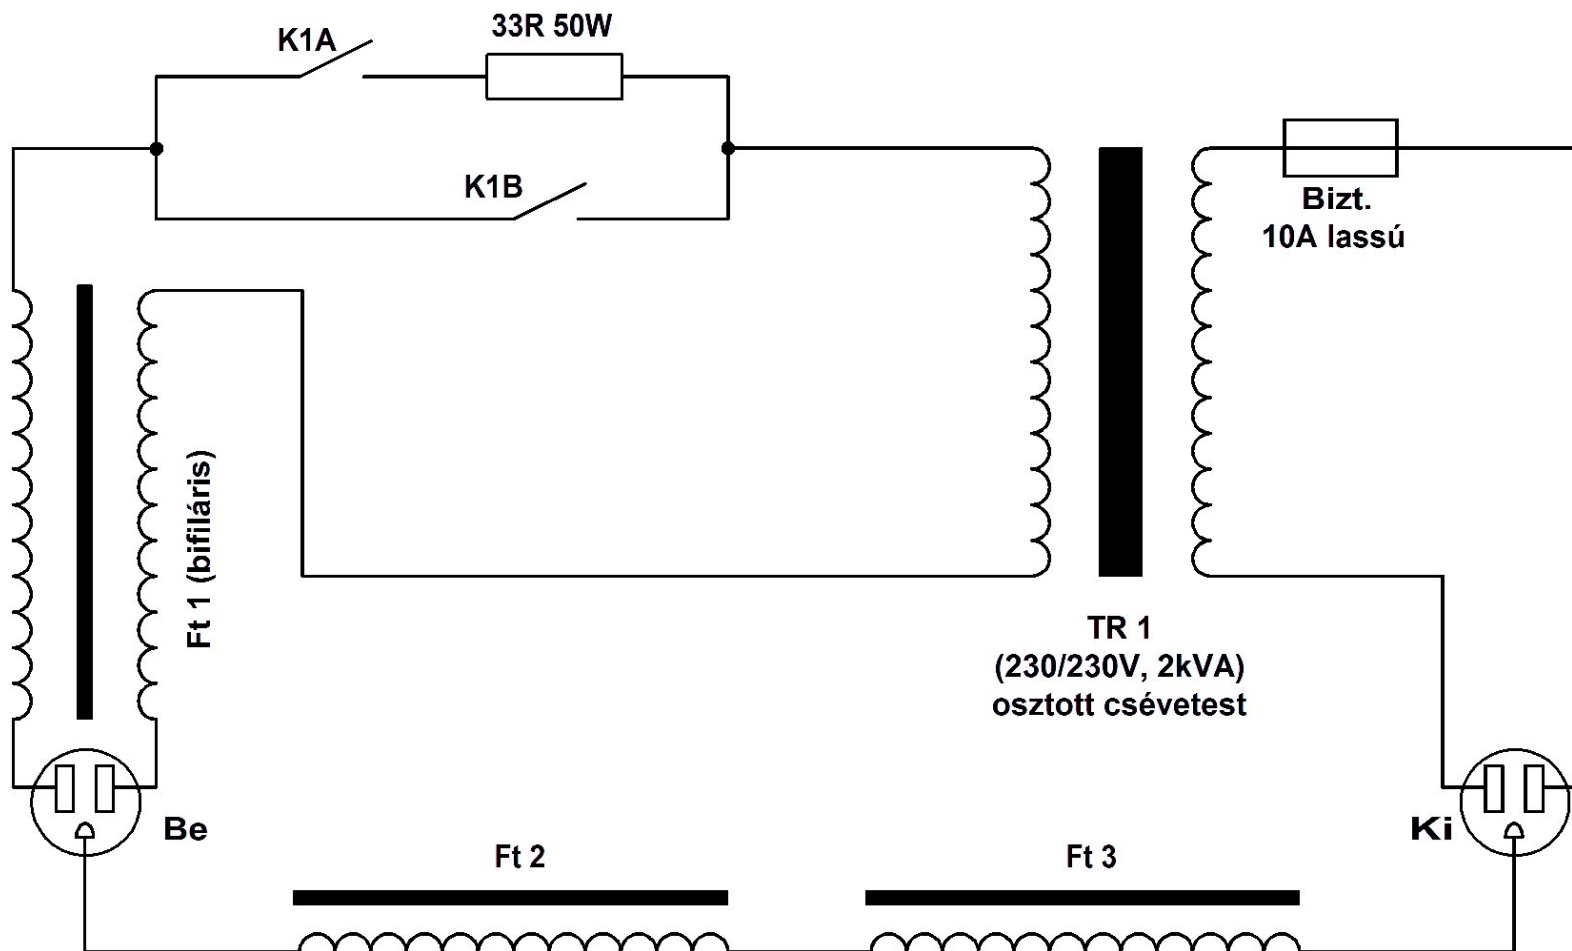 33R 50W
K1A
K1B
Bizt.
10A lassú
Ft 1 (bifiláris)
TR 1
(230/230V, 2kVA)
osztott csévetest
Be
Ki
Ft 2
Ft 3